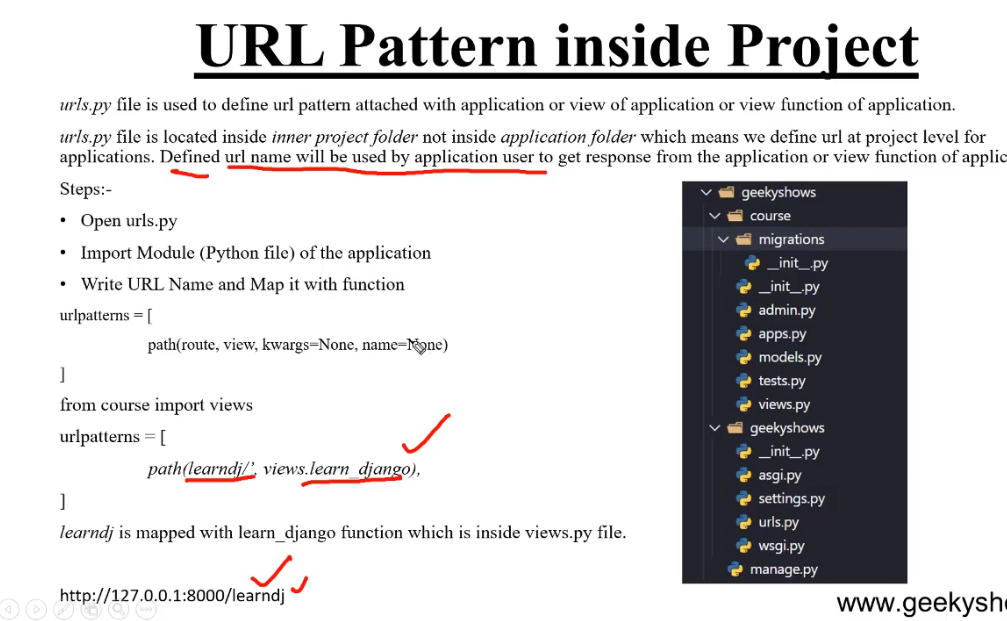 URL Pattern inside Project
urls.py file is used to define url pattern attached with application or view of application or view function of application.
urls.py file is located inside inner project folder not inside application folder which means we define url at project level for
applications. Defined url name will be used by application user to get response from the application or view function of applic
Steps:-
• Open urls.py
• Import Module (Python file) of the application
• Write URL Name and Map it with function
urlpatterns = [
path(route, view, kwargs=None, name=None)
]
from course import views
urlpatterns = [
path(learndj/', views.learn_django),
]
learndj is mapped with learn_django function which is inside views.py file.
http://127.0.0.1:8000/learndj
geekyshows
course
migrations
__init__.py
__init__.py
admin.py
apps.py
models.py
tests.py
views.py
geekyshows
__init__.py
asgi.py
settings.py
urls.py
wsgi.py
manage.py
www.geekysho